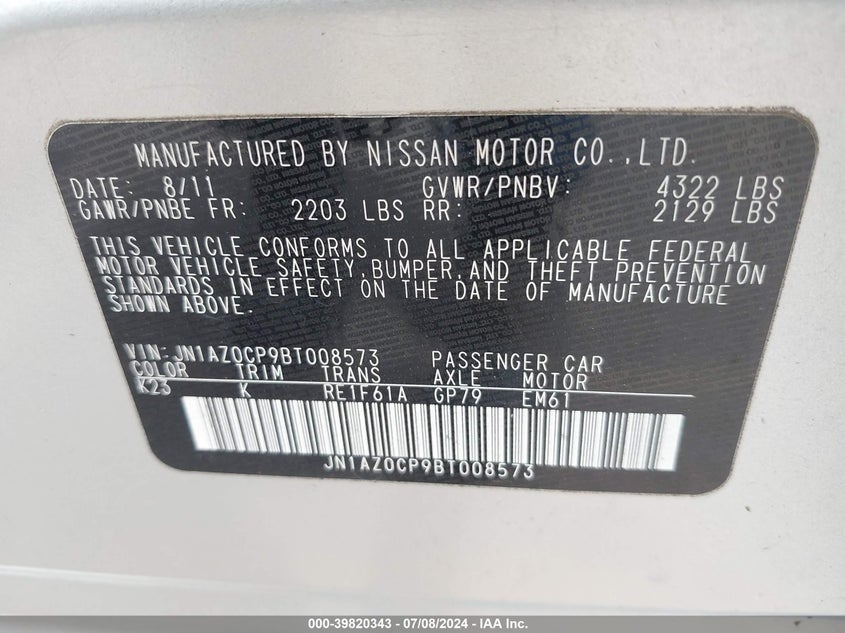 MANUFACTURED BY NISSAN MOTOR CO.,LTD.
DATE: 8/11 GVWR/PNBV: 4322 LBS
GAWR/PNBE FR: 2203 LBS RR: 2129 LBS
THIS VEHICLE CONFORMS TO ALL APPLICABLE FEDERAL
MOTOR VEHICLE SAFETY,BUMPER,AND THEFT PREVENTION
STANDARDS IN EFFECT ON THE DATE OF MANUFACTURE
SHOWN ABOVE.
VIN:JN1AZ0CP9BT008573 PASSENGER CAR
COLOR TRIM TRANS AXLE MOTOR
K23 K RE1F61A GP79 EM61
JN1AZ0CP9BT008573
000-39820343 - 07/08/2024 - IAA Inc.